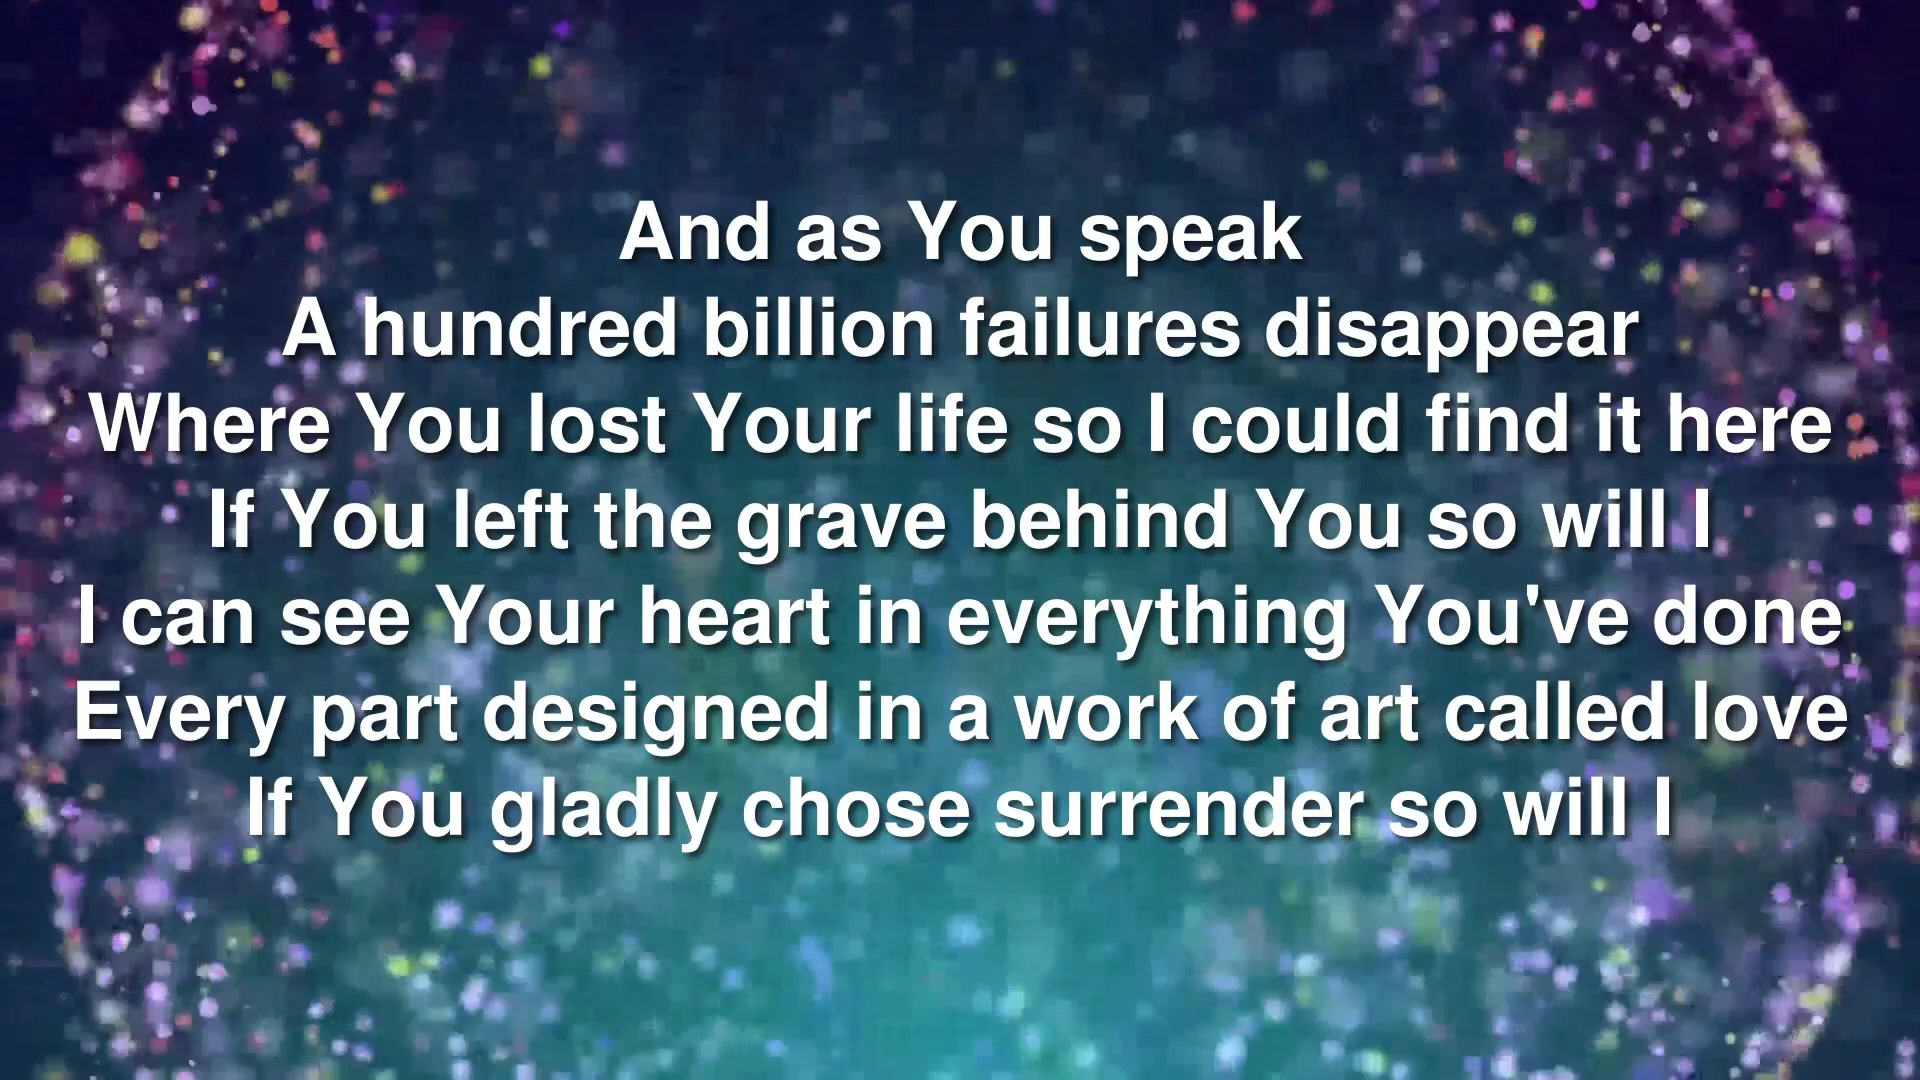 And as You speak
A hundred billion failures disappear
Where You lost Your life so I could find it here
If You left the grave behind You so will I
I can see Your heart in everything You've done
Every part designed in a work of art called love
If You gladly chose surrender so will I